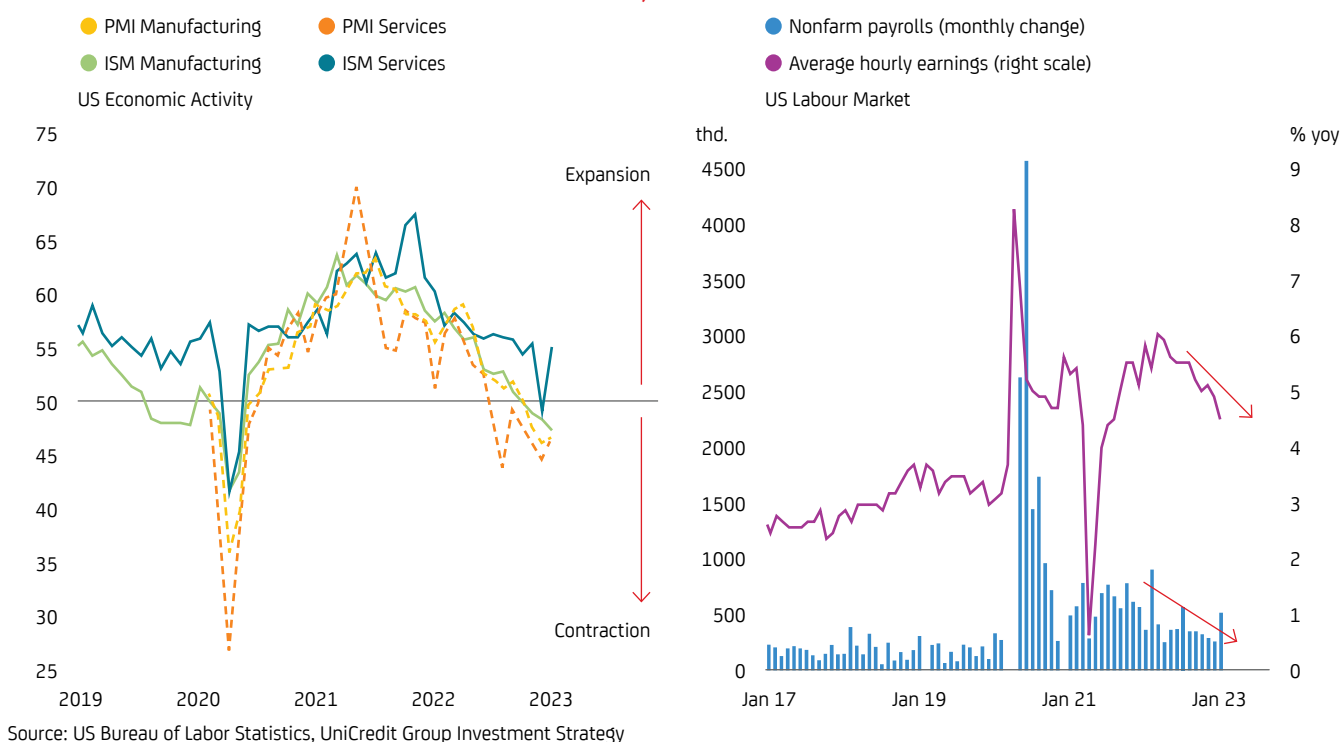 PMI Manufacturing
PMI Services
ISM Manufacturing
ISM Services
US Economic Activity
75
70
65
60
55
50
45
40
35
30
25
Expansion
Contraction
2019
2020
2021
2022
2023
Nonfarm payrolls (monthly change)
Average hourly earnings (right scale)
US Labour Market
thd.
% yoy
4500
4000
3500
3000
2500
2000
1500
1000
500
0
9
8
7
6
5
4
3
2
1
0
Jan 17
Jan 19
Jan 21
Jan 23
Source: US Bureau of Labor Statistics, UniCredit Group Investment Strategy